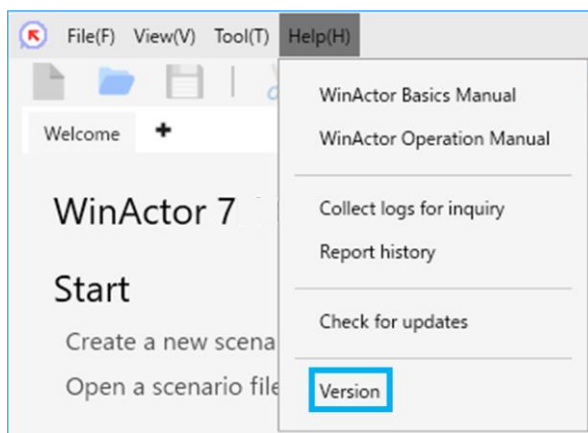 File(F) View(V) Tool(T) Help(H)
Welcome +
WinActor 7
Start
Create a new scena
Open a scenario file
WinActor Basics Manual
WinActor Operation Manual
Collect logs for inquiry
Report history
Check for updates
Version